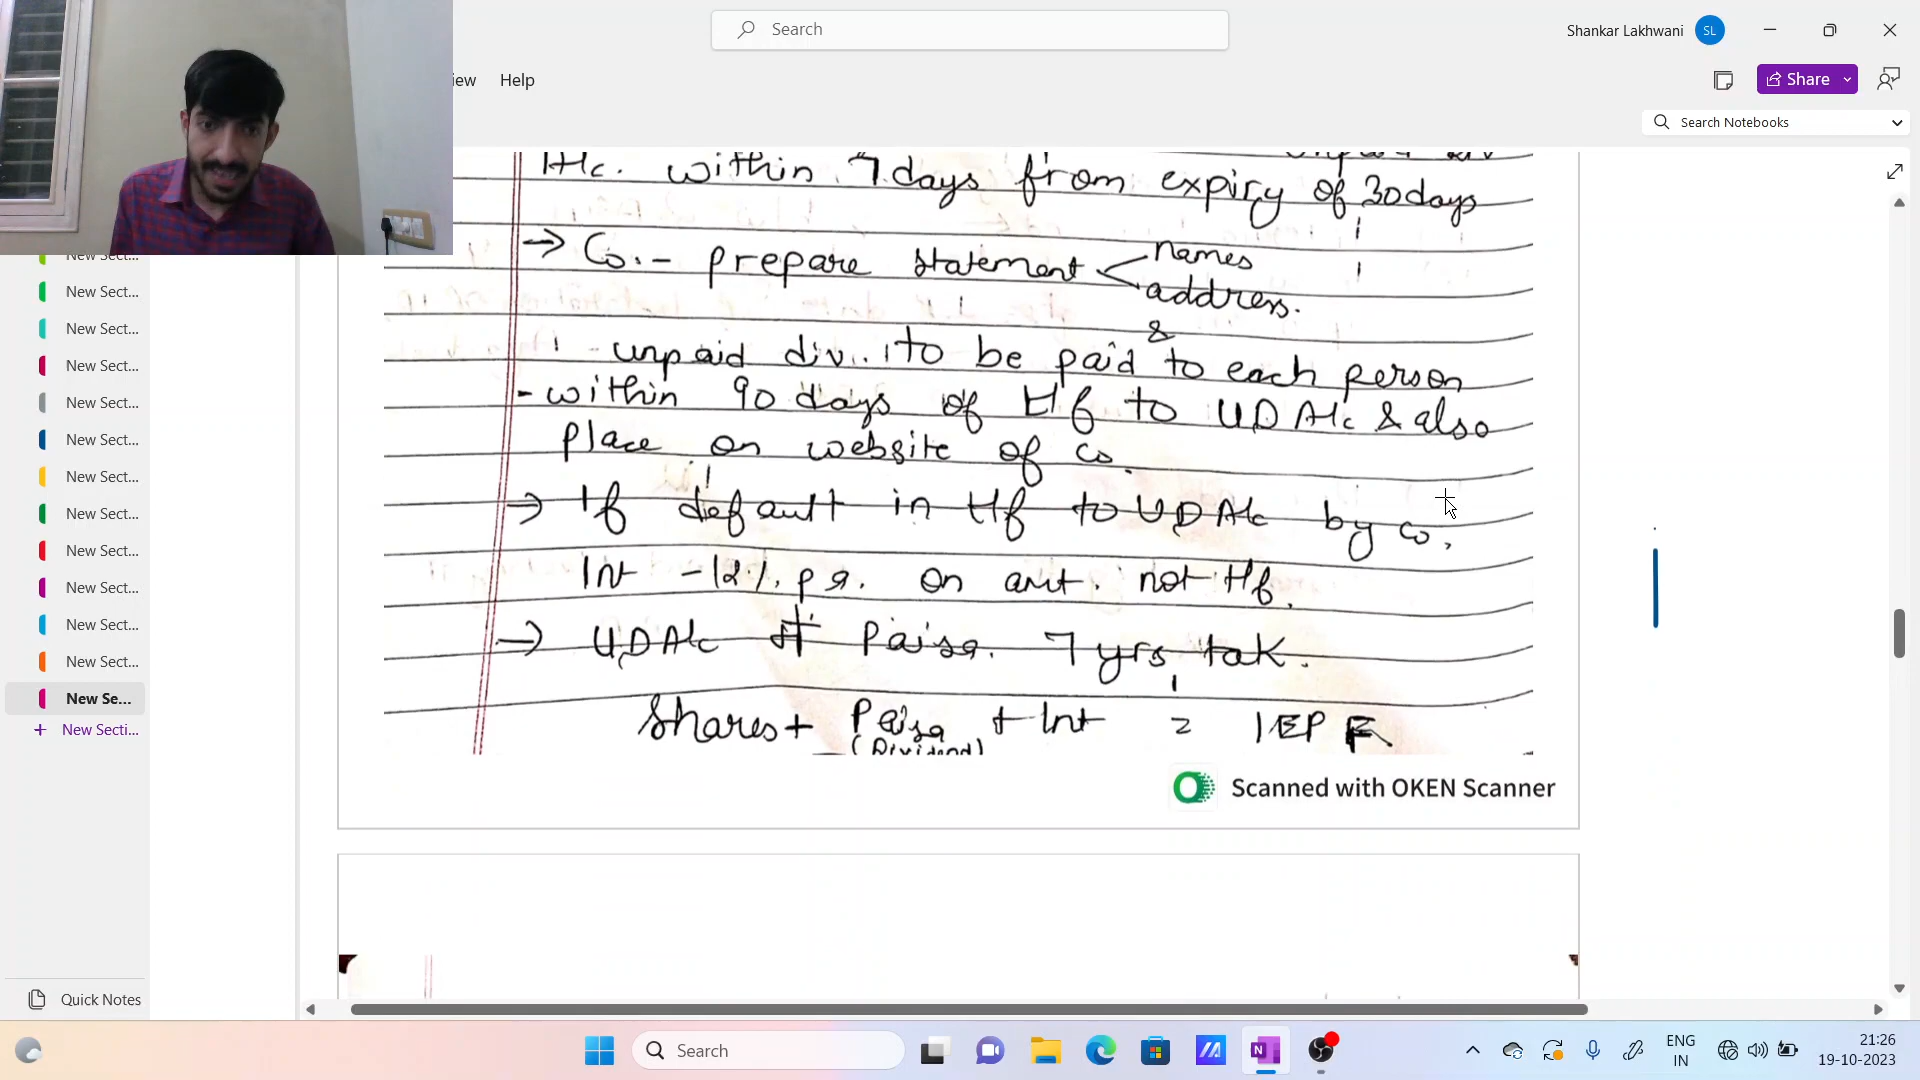 Search
Shankar Lakhwani
SL
iew
Help
Share
Search Notebooks
A/c. within 7 days from expiry of 30 days
→ Co. - prepare statement names
address.
&
unpaid div. to be paid to each person
- within 90 days of t/f to UDA/c & also
place on website of co.
→ If default in t/f to UDA/c by co.
Int - 12% p.a. on amt. not t/f.
→ UDA/c Paisa 7 yrs tak.
Shares + Paisa + Int = IEPF
(Dividend)
Scanned with OKEN Scanner
New Sect...
New Sect...
New Sect...
New Sect...
New Sect...
New Sect...
New Sect...
New Sect...
New Sect...
New Sect...
New Sect...
New Sect...
New Se...
+ New Secti...
Quick Notes
Search
ENG
IN
21:26
19-10-2023